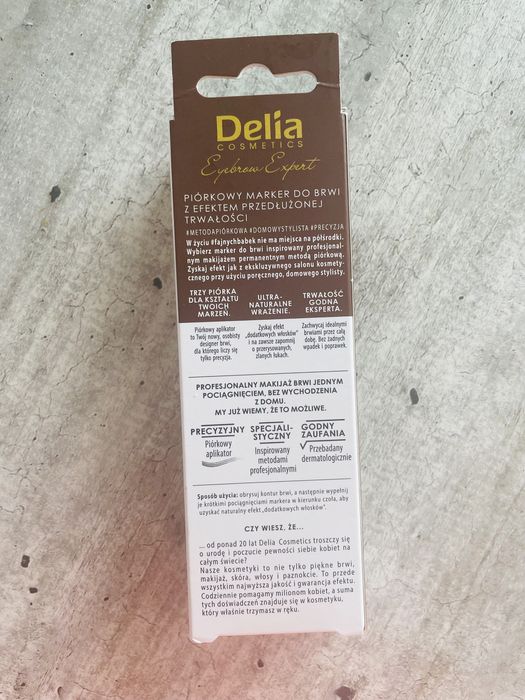 Delia
COSMETICS
Eyebrow Expert
PIÓRKOWY MARKER DO BRWI
Z EFEKTEM PRZEDŁUŻONEJ
TRWAŁOŚCI
#METODAPIÓRKOWA #DOMOWYSTYLISTA #PRECYZJA
W życiu #fajnychbabek nie ma miejsca na półśrodki.
Wybierz marker do brwi inspirowany profesjonal-
nym makijażem permanentnym metodą piórkową.
Zyskaj efekt jak z ekskluzywnego salonu kosmety-
cznego przy użyciu poręcznego, domowego stylisty.
TRZY PIÓRKA
DLA KSZTAŁTU
TWOICH
MARZEŃ.
Piórkowy aplikator
to Twój nowy, osobisty
designer brwi,
dla którego liczy się
tylko precyzja.
ULTRA-
NATURALNE
WRAŻENIE.
Zyskaj efekt
„dodatkowych włosków"
i na zawsze zapomnij
o przerysowanych,
zlanych łukach.
TRWAŁOŚĆ
GODNA
EKSPERTA.
Zachwycaj idealnymi
brwiami przez całą
dobę. Bez żadnych
wpadek i poprawek.
PROFESJONALNY MAKIJAŻ BRWI JEDNYM
POCIĄGNIĘCIEM, BEZ WYCHODZENIA
Z DOMU.
MY JUŻ WIEMY, ŻE TO MOŻLIWE.
PRECYZYJNY
Piórkowy
aplikator
SPECJALI-
STYCZNY
Inspirowany
metodami
profesjonalnymi
GODNY
ZAUFANIA
Przebadany
dermatologicznie
Sposób użycia: obrysuj kontur brwi, a następnie wypełnij
je krótkimi pociągnięciami markera w kierunku czoła, aby
uzyskać naturalny efekt „dodatkowych włosków".
CZY WIESZ, ŻE...
... od ponad 20 lat Delia Cosmetics troszczy się
o urodę i poczucie pewności siebie kobiet na
całym świecie?
Nasze kosmetyki to nie tylko piękne brwi,
makijaż, skóra, włosy i paznokcie. To przede
wszystkim najwyższa jakość i gwarancja efektu.
Codziennie pomagamy milionom kobiet, a suma
tych doświadczeń znajduje się w kosmetyku,
który właśnie trzymasz w ręku.